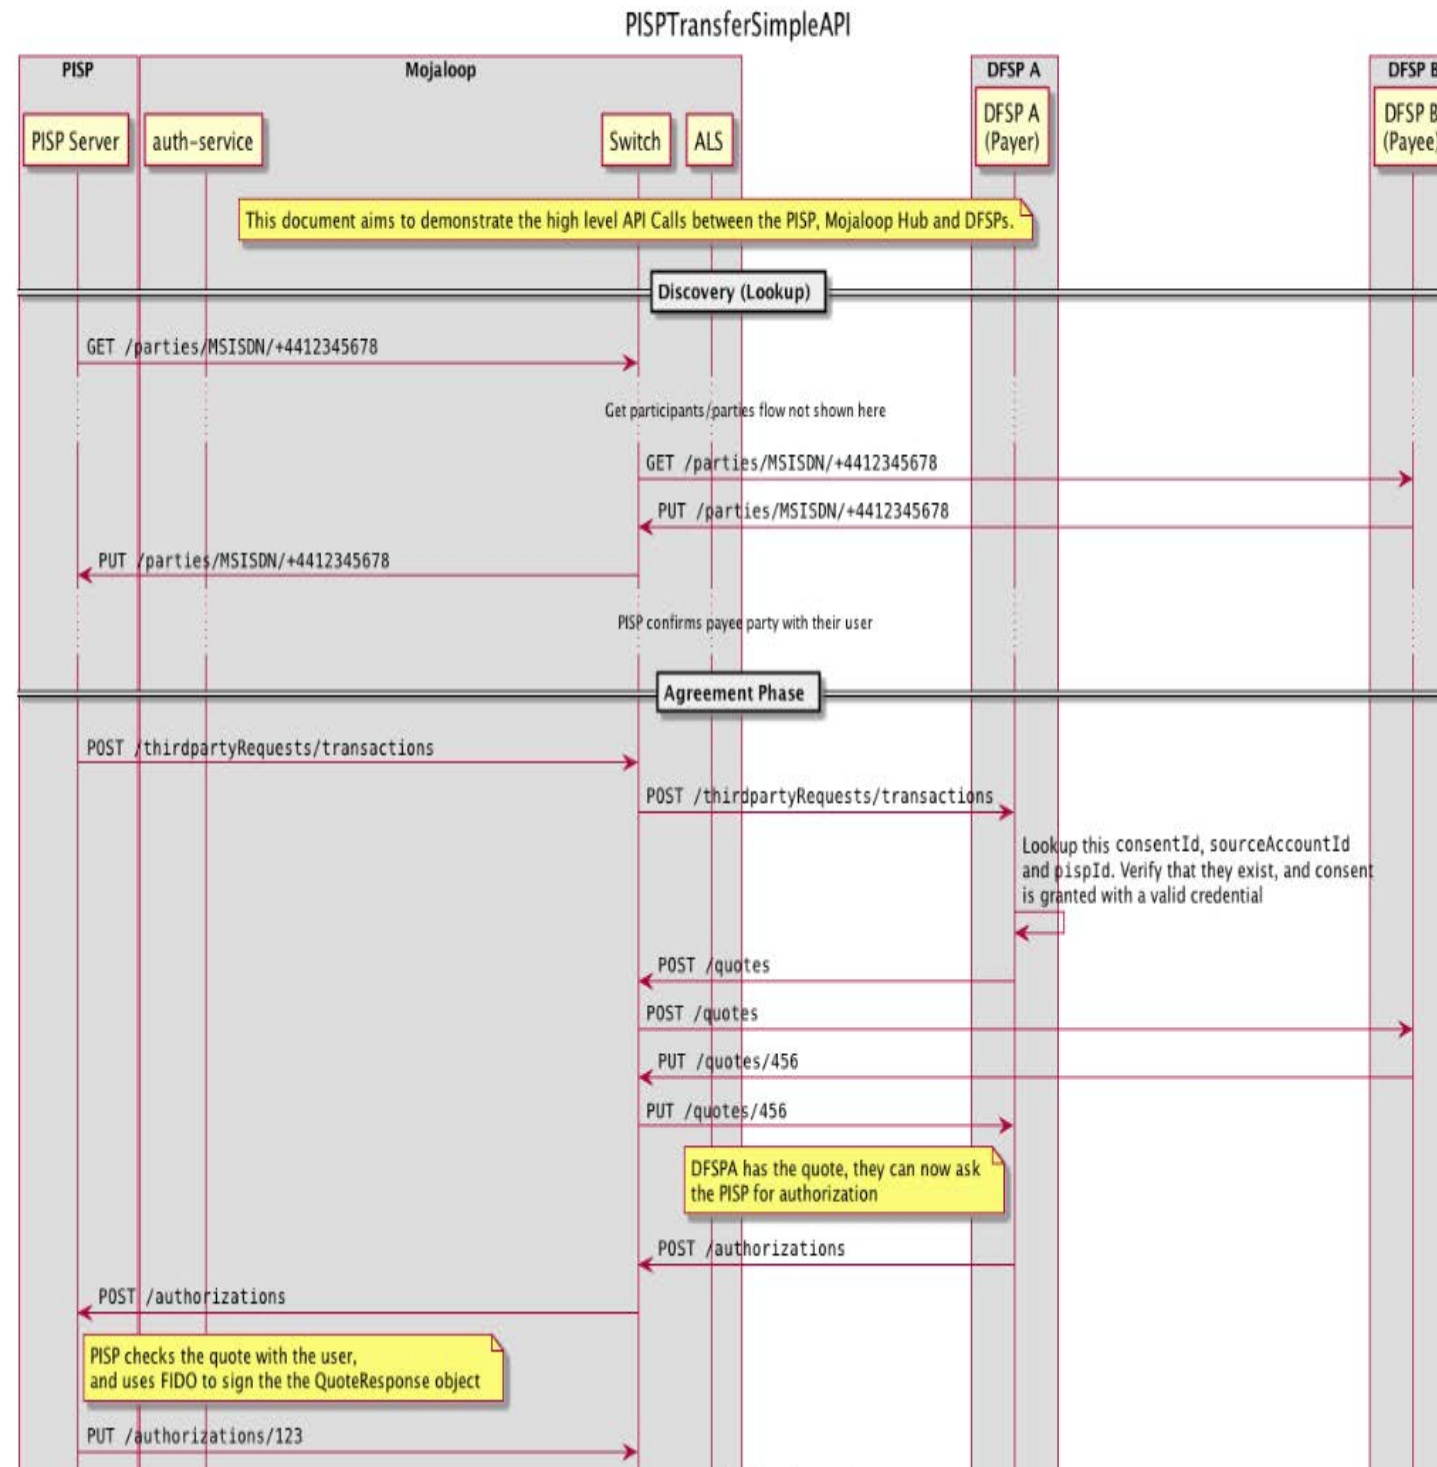 PISPTransferSimpleAPI
PISP
Mojaloop
DFSP A
DFSP B
PISP Server
auth-service
Switch
ALS
DFSP A
(Payer)
DFSP B
(Payee)
This document aims to demonstrate the high level API Calls between the PISP, Mojaloop Hub and DFSPs.
Discovery (Lookup)
GET /parties/MSISDN/+4412345678
Get participants/parties flow not shown here
GET /parties/MSISDN/+4412345678
PUT /parties/MSISDN/+4412345678
PUT /parties/MSISDN/+4412345678
PISP confirms payee party with their user
Agreement Phase
POST /thirdpartyRequests/transactions
POST /thirdpartyRequests/transactions
Lookup this consentId, sourceAccountId
and pispId. Verify that they exist, and consent
is granted with a valid credential
POST /quotes
POST /quotes
PUT /quotes/456
PUT /quotes/456
DFSPA has the quote, they can now ask
the PISP for authorization
POST /authorizations
POST /authorizations
PISP checks the quote with the user,
and uses FIDO to sign the the QuoteResponse object
PUT /authorizations/123